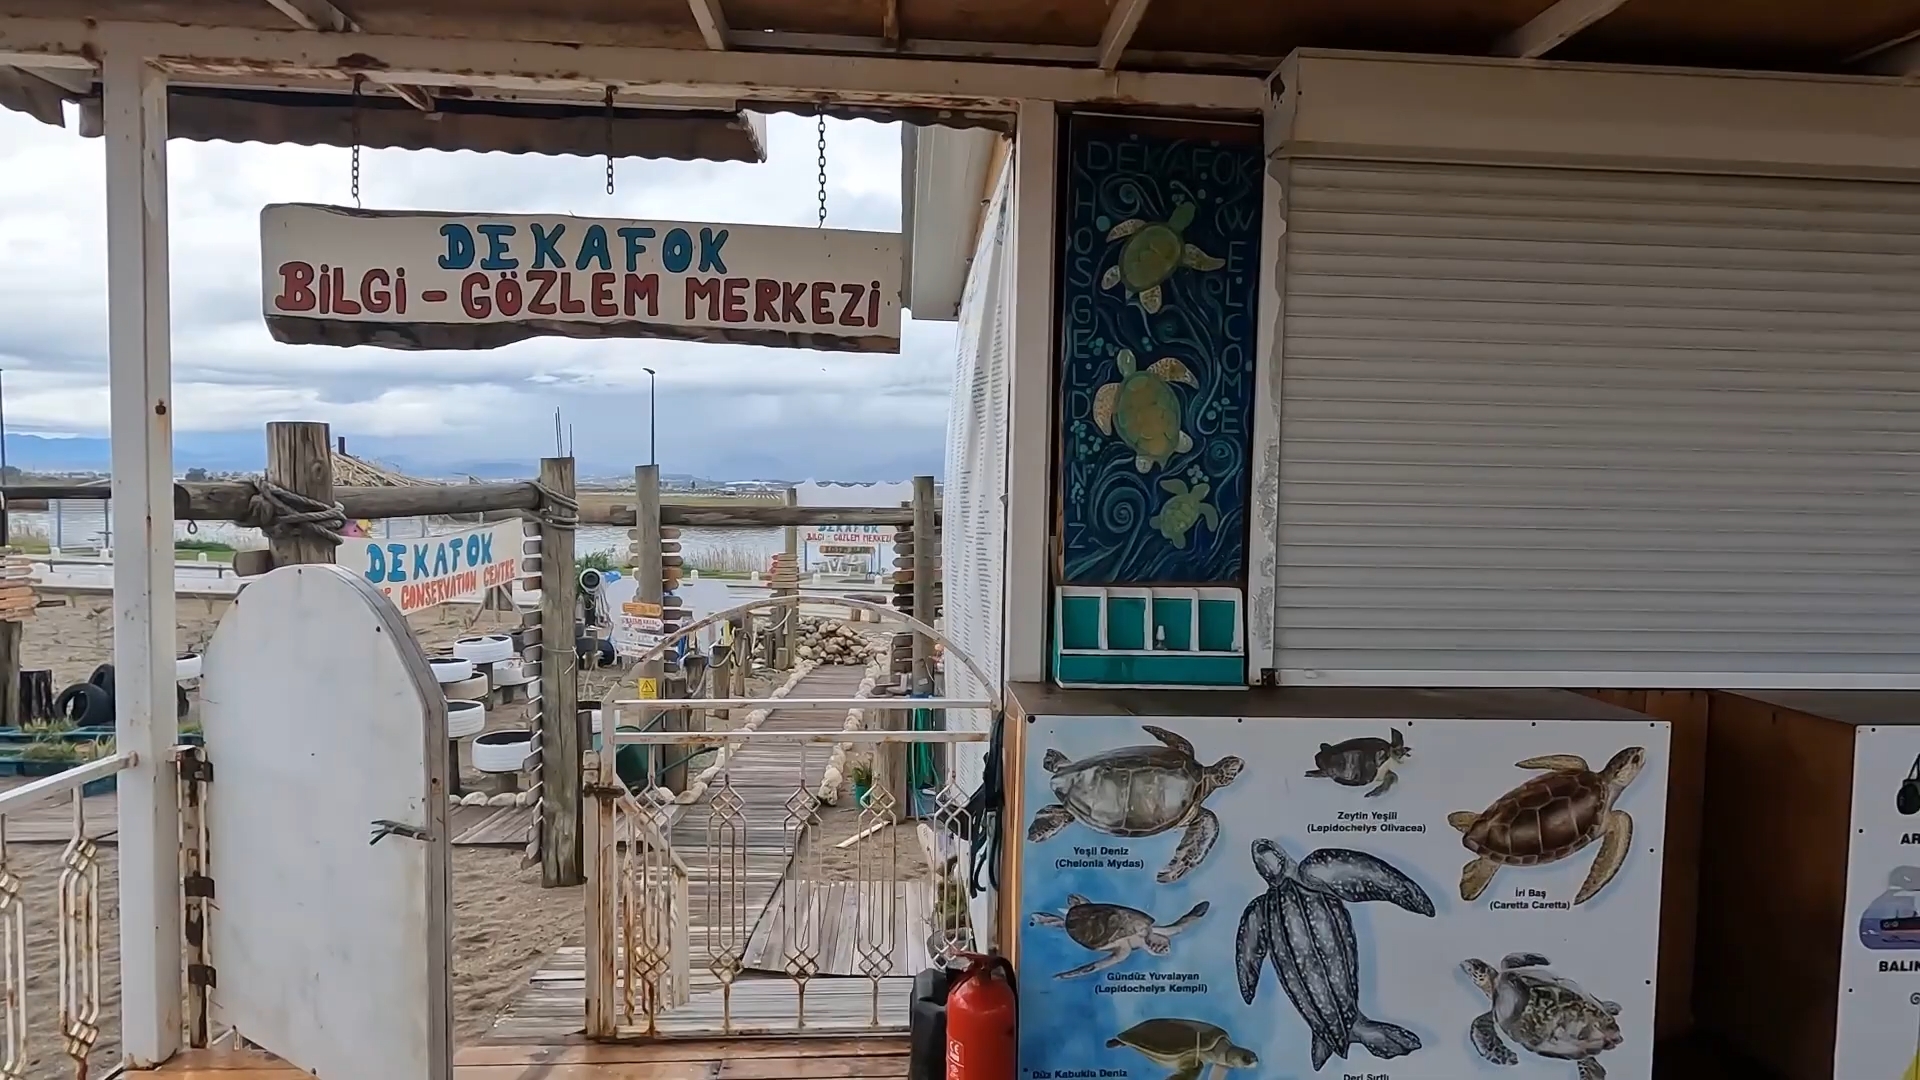 DEKAFOK
BİLGİ - GÖZLEM MERKEZİ
DEKAFOK
CONSERVATION CENTRE
DEKAFOK
BİLGİ - GÖZLEM MERKEZİ
DEKAFOK
HOŞGELDİNİZ
WELCOME
Yeşil Deniz
(Chelonia Mydas)
Zeytin Yeşili
(Lepidochelys Olivacea)
İri Baş
(Caretta Caretta)
Gündüz Yuvalayan
(Lepidochelys Kempii)
Düz Kabuklu Deniz
Deri Sırtlı
AR
BALIK